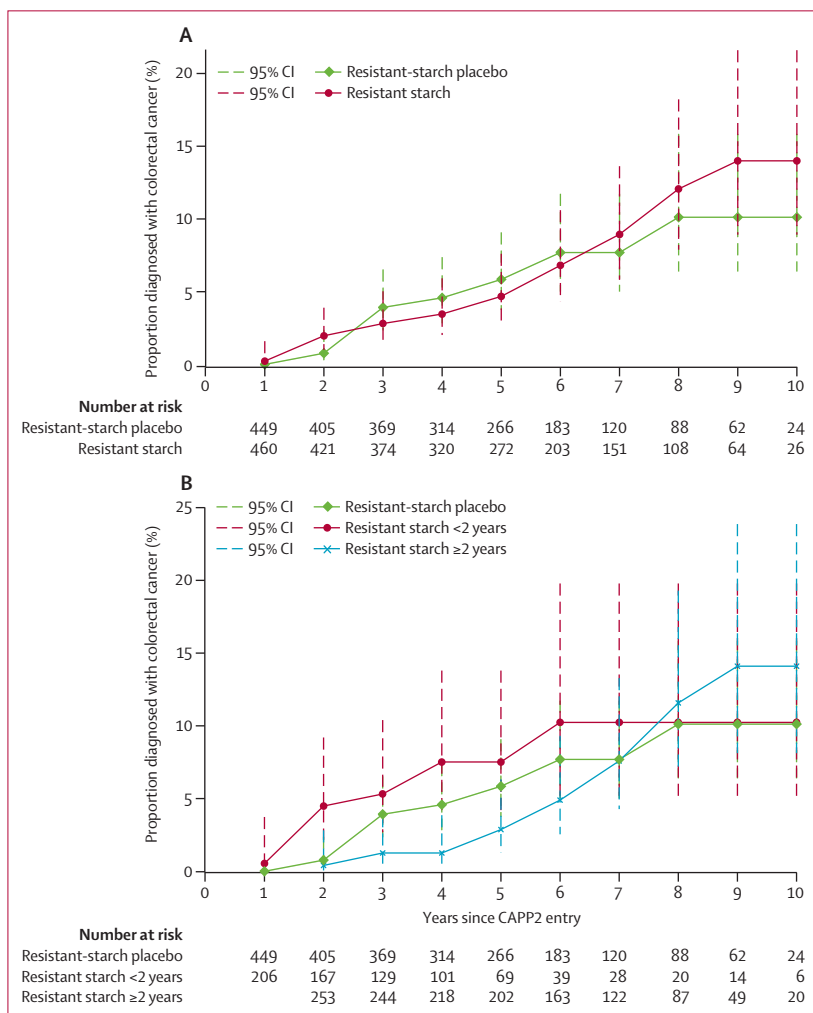 A
Proportion diagnosed with colorectal cancer (%)
95% CI Resistant-starch placebo
95% CI Resistant starch
20
15
10
5
0
0 1 2 3 4 5 6 7 8 9 10
Number at risk
Resistant-starch placebo 449 405 369 314 266 183 120 88 62 24
Resistant starch 460 421 374 320 272 203 151 108 64 26
B
Proportion diagnosed with colorectal cancer (%)
95% CI Resistant-starch placebo
95% CI Resistant starch <2 years
95% CI Resistant starch ≥2 years
25
20
15
10
5
0
0 1 2 3 4 5 6 7 8 9 10
Years since CAPP2 entry
Number at risk
Resistant-starch placebo 449 405 369 314 266 183 120 88 62 24
Resistant starch <2 years 206 167 129 101 69 39 28 20 14 6
Resistant starch ≥2 years 253 244 218 202 163 122 87 49 20